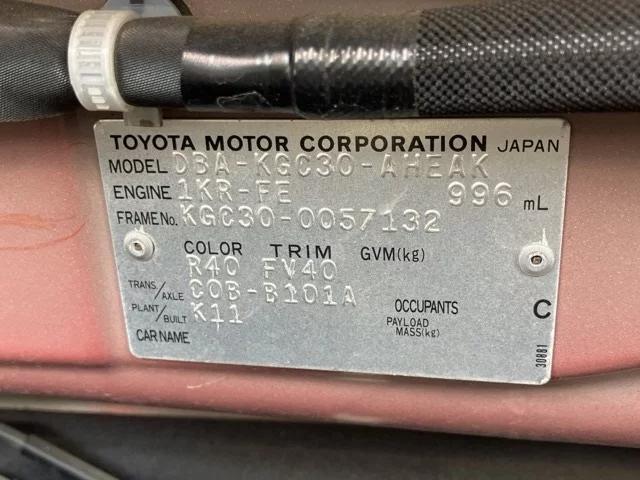 TOYOTA MOTOR CORPORATION JAPAN
MODEL DBA-KGC30-AHEAK
ENGINE 1KR-FE 996 mL
FRAME No. KGC30-0057132
COLOR TRIM GVM(kg)
R40 FV40
TRANS./AXLE C0B-B101A
PLANT/BUILT K11
OCCUPANTS
PAYLOAD MASS(kg)
C
CAR NAME
30881